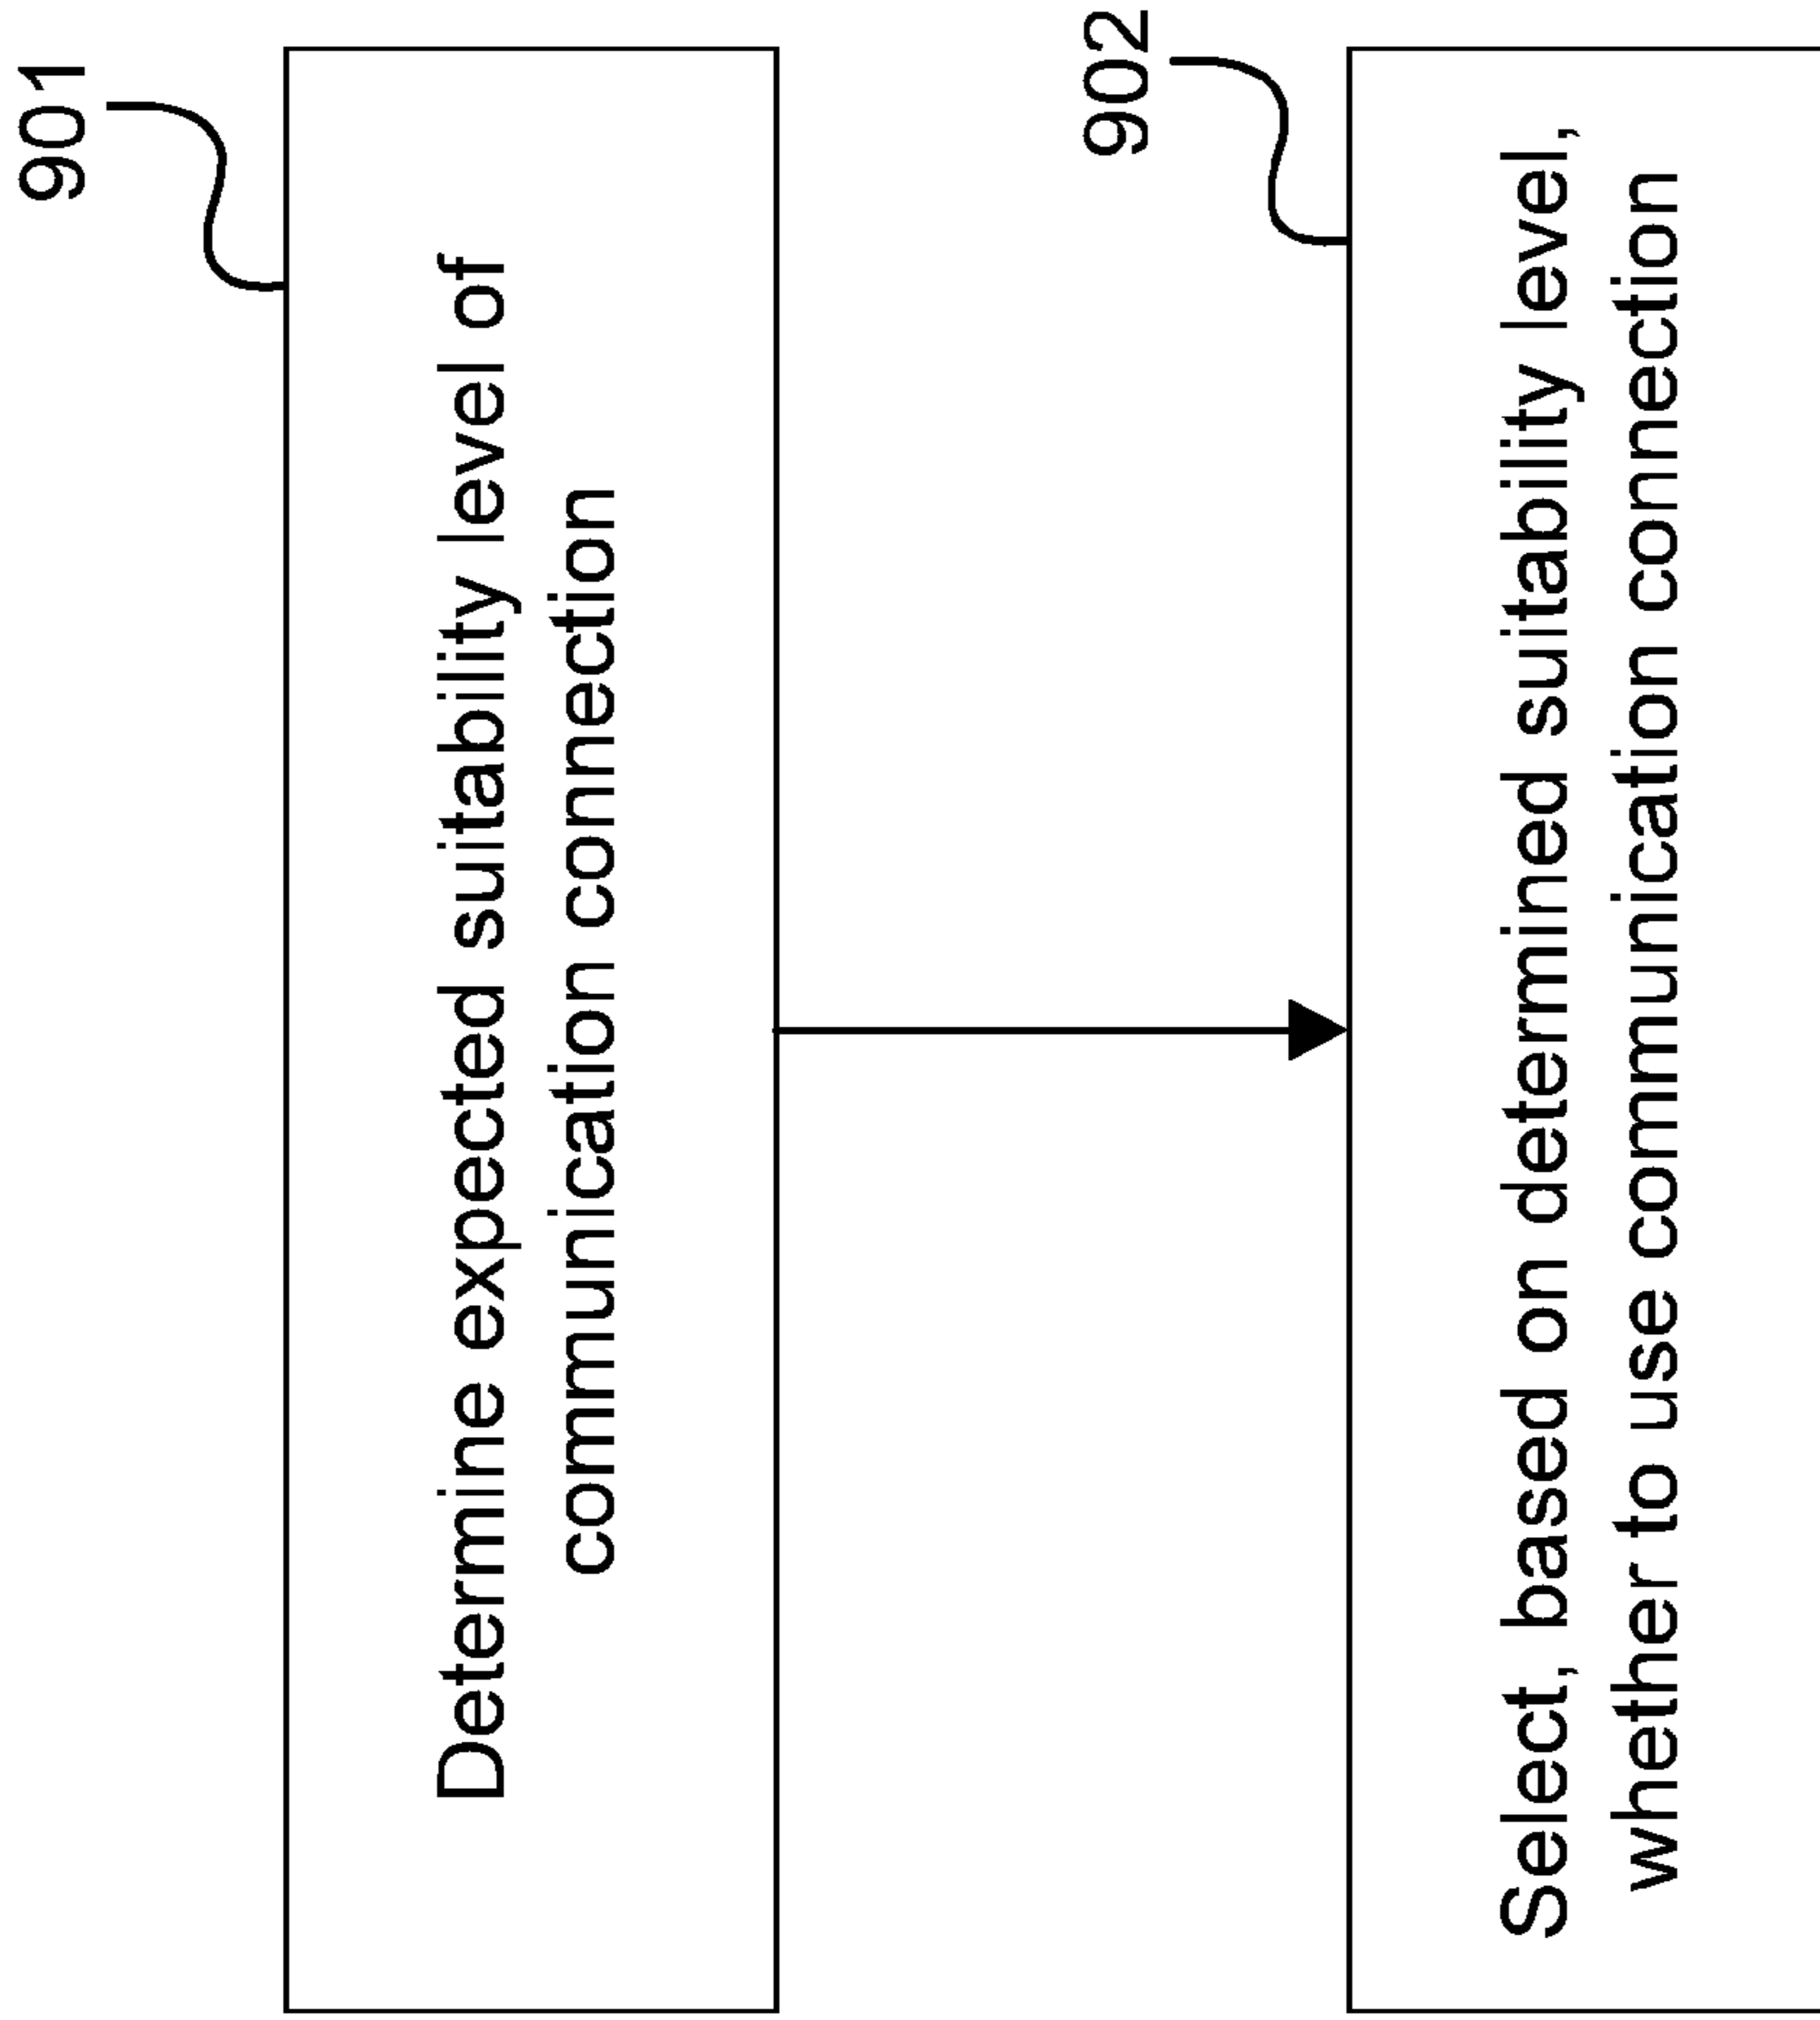 901
Determine expected suitability level of
communication connection
902
Select, based on determined suitability level,
whether to use communication connection